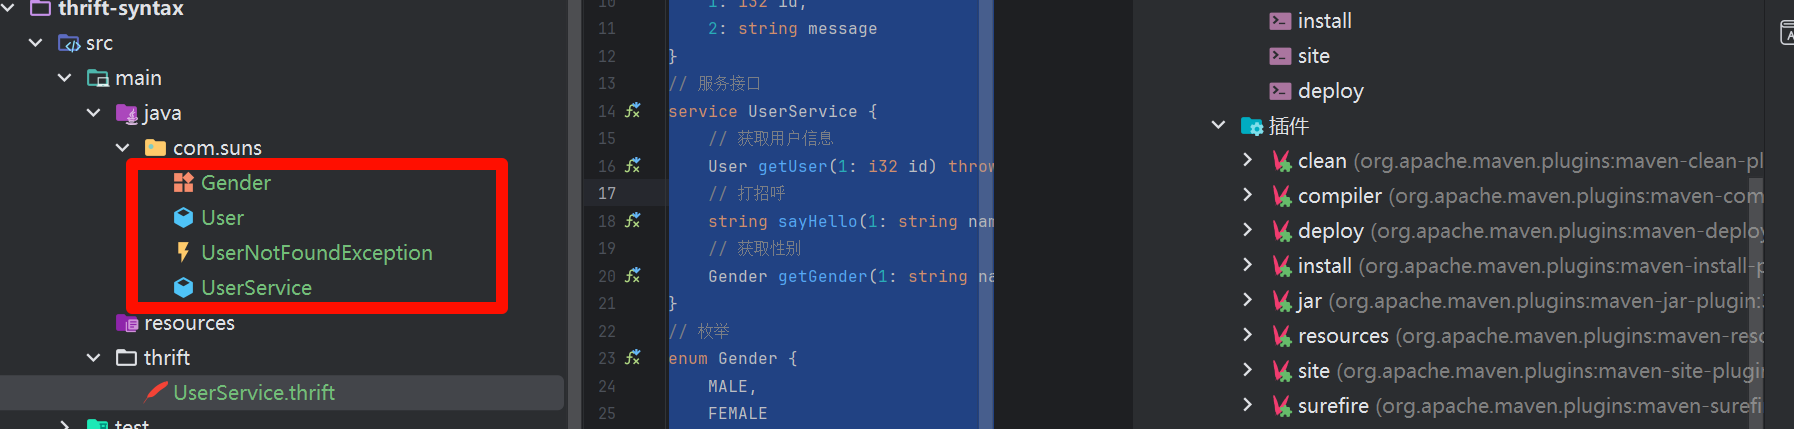 thrift-syntax
src
main
java
com.suns
Gender
User
UserNotFoundException
UserService
resources
thrift
UserService.thrift
test
10 1: i32 id,
11 2: string message
12 }
13 // 服务接口
14 service UserService {
15 // 获取用户信息
16 User getUser(1: i32 id) throw
17 // 打招呼
18 string sayHello(1: string nam
19 // 获取性别
20 Gender getGender(1: string na
21 }
22 // 枚举
23 enum Gender {
24 MALE,
25 FEMALE
install
site
deploy
插件
clean (org.apache.maven.plugins:maven-clean-pl
compiler (org.apache.maven.plugins:maven-com
deploy (org.apache.maven.plugins:maven-deploy
install (org.apache.maven.plugins:maven-install-p
jar (org.apache.maven.plugins:maven-jar-plugin:
resources (org.apache.maven.plugins:maven-reso
site (org.apache.maven.plugins:maven-site-plugi
surefire (org.apache.maven.plugins:maven-surefi